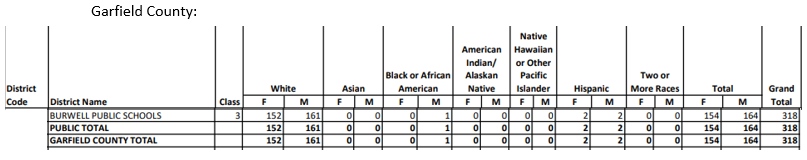 Garfield County:
Native
American Hawaiian
Indian/ or Other
Black or African Alaskan Pacific Two or
District White Asian American Native Islander Hispanic More Races Total Grand
Code District Name Class F M F M F M F M F M F M F M F M Total
BURWELL PUBLIC SCHOOLS 3 152 161 0 0 0 1 0 0 0 0 2 2 0 0 154 164 318
PUBLIC TOTAL 152 161 0 0 0 1 0 0 0 0 2 2 0 0 154 164 318
GARFIELD COUNTY TOTAL 152 161 0 0 0 1 0 0 0 0 2 2 0 0 154 164 318